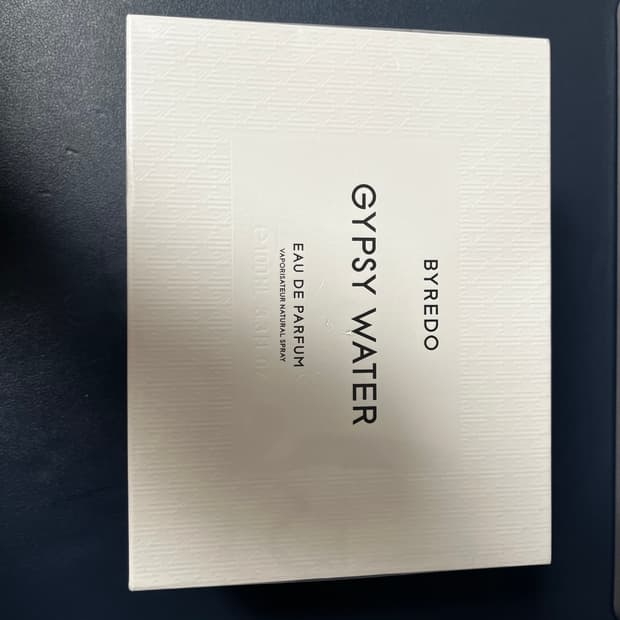 BYREDO
GYPSY WATER
EAU DE PARFUM
VAPORISATEUR NATURAL SPRAY